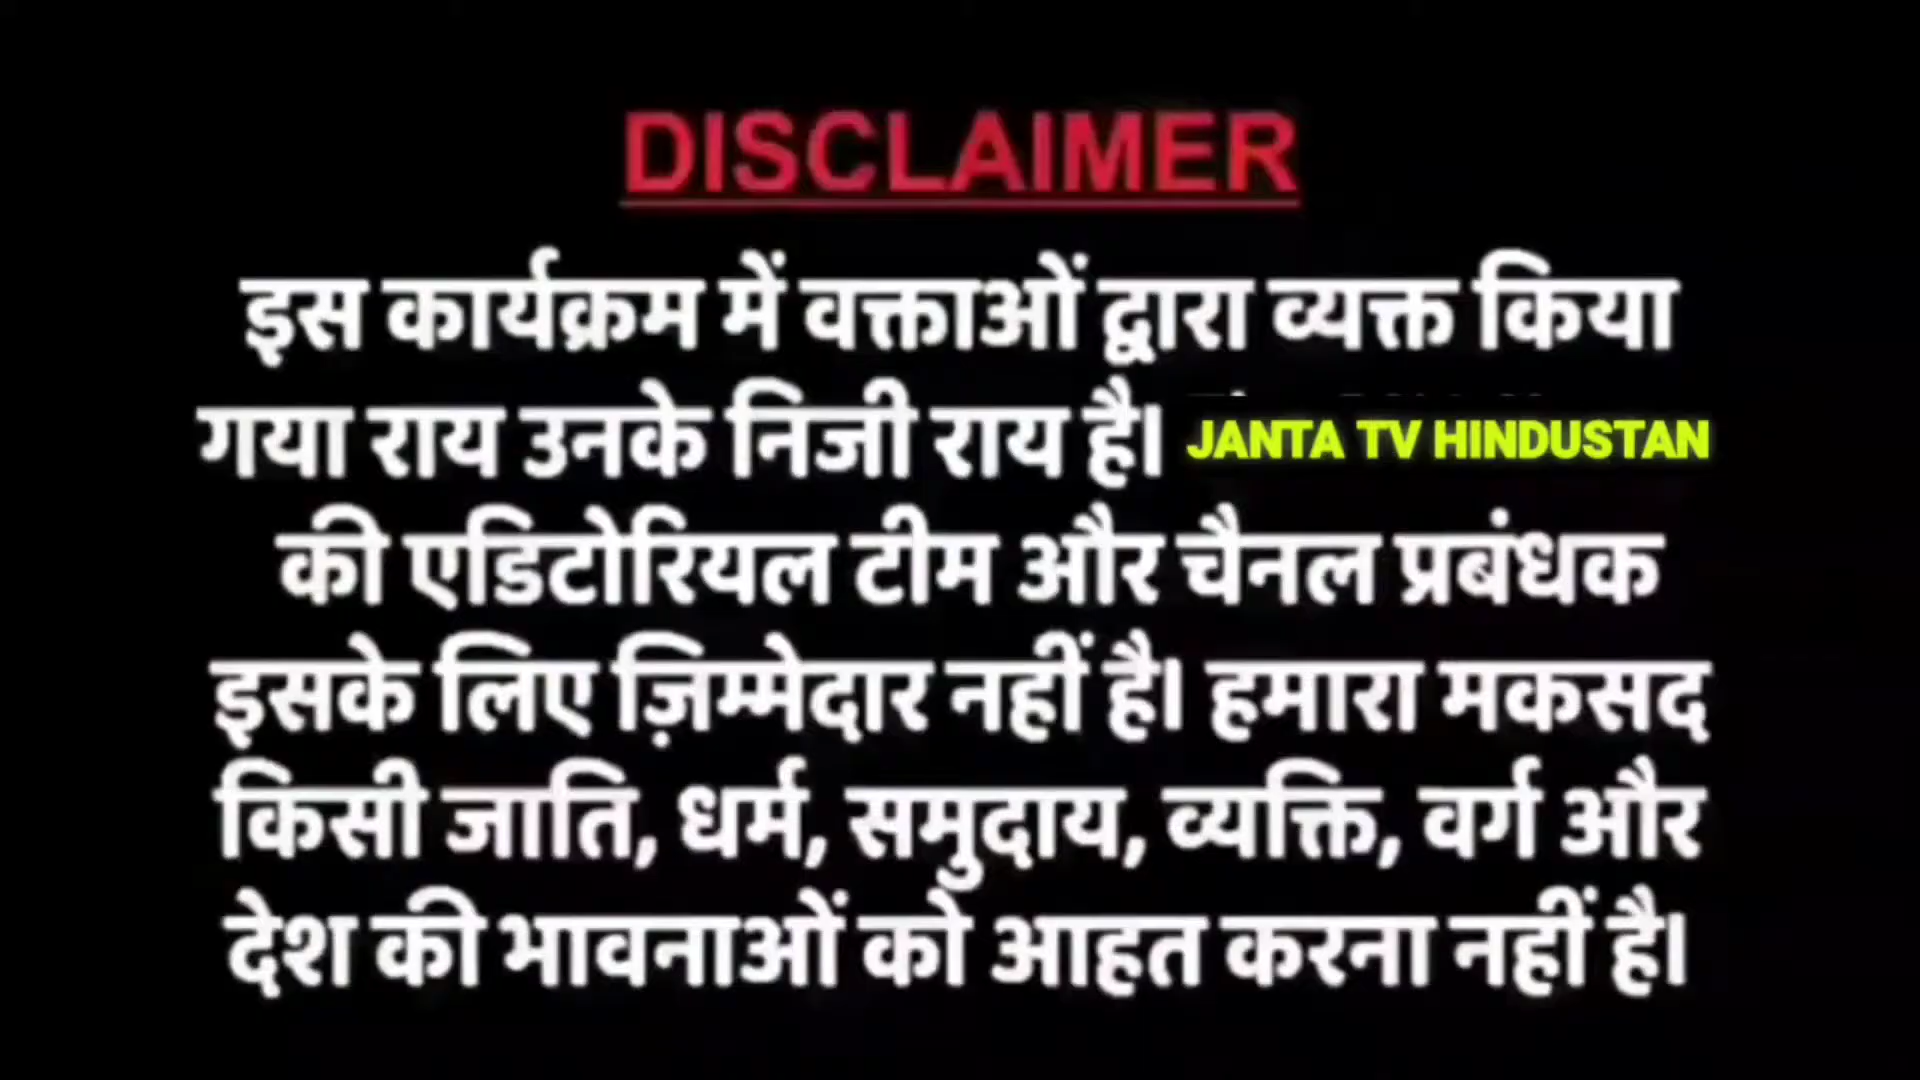 DISCLAIMER
इस कार्यक्रम में वक्ताओं द्वारा व्यक्त किया
गया राय उनके निजी राय है। JANTA TV HINDUSTAN
की एडिटोरियल टीम और चैनल प्रबंधक
इसके लिए ज़िम्मेदार नहीं है। हमारा मकसद
किसी जाति, धर्म, समुदाय, व्यक्ति, वर्ग और
देश की भावनाओं को आहत करना नहीं है।